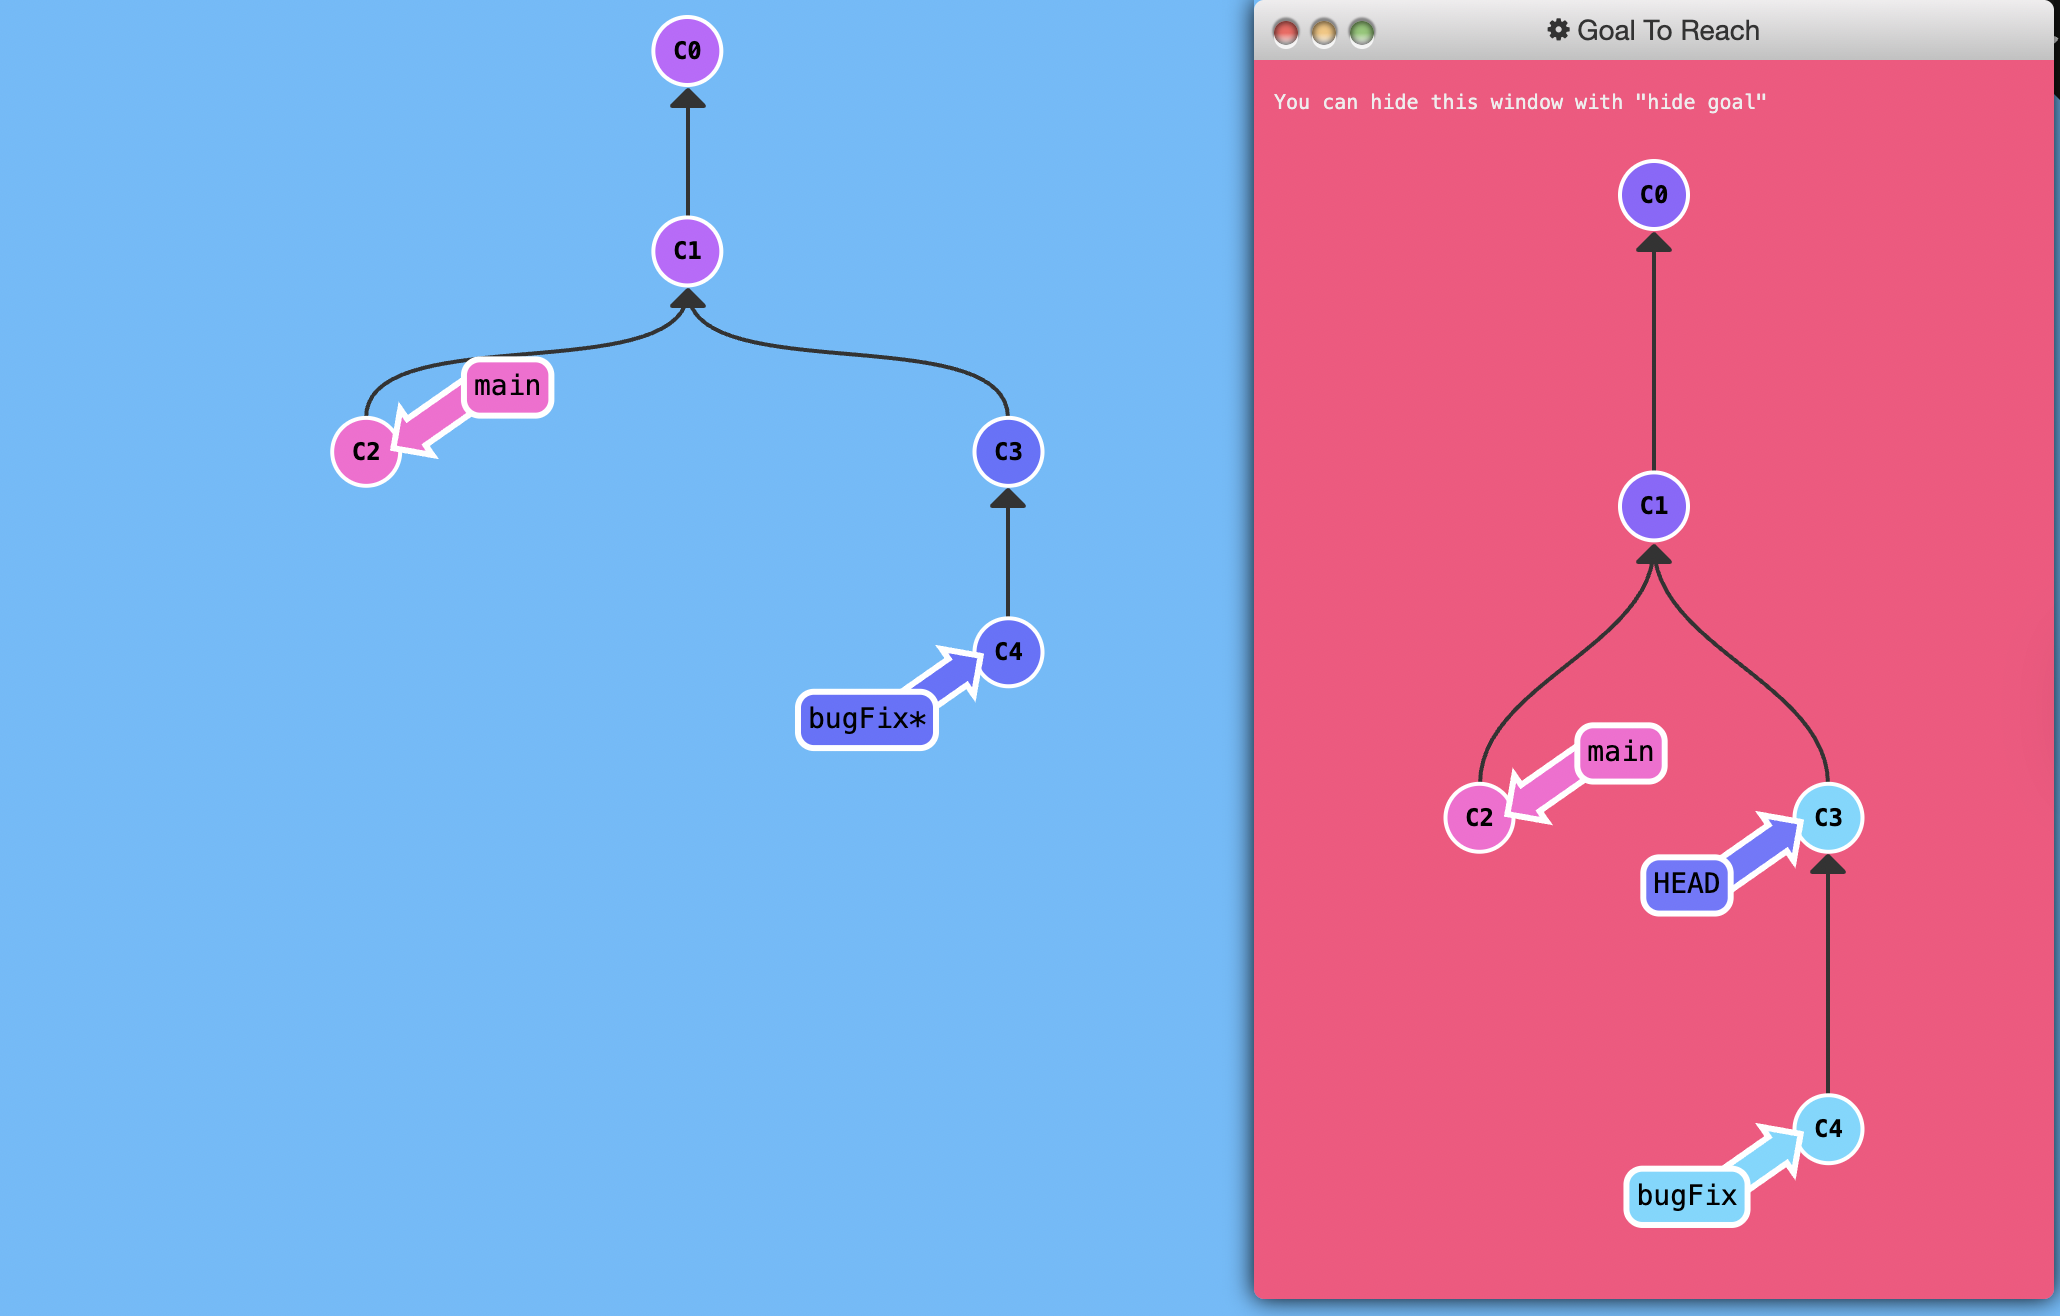 C0
C1
main
C2
C3
C4
bugFix*
Goal To Reach
You can hide this window with "hide goal"
C0
C1
main
C2
C3
HEAD
C4
bugFix